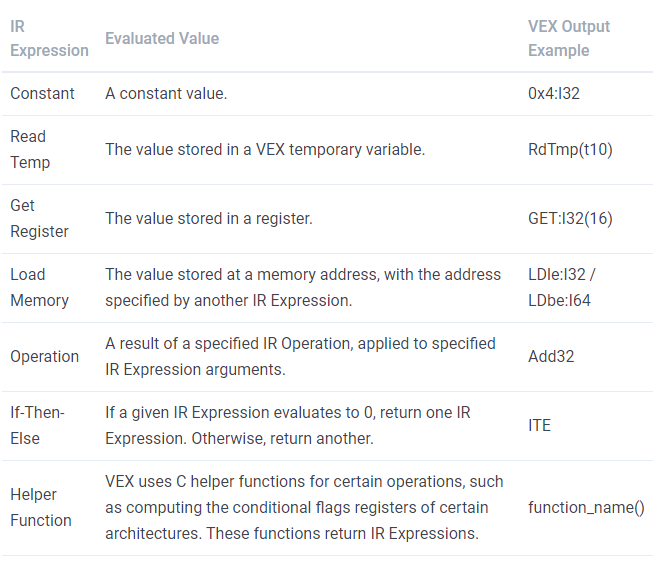 IR
Expression
Evaluated Value
VEX Output
Example
Constant
A constant value.
0x4:I32
Read
Temp
The value stored in a VEX temporary variable.
RdTmp(t10)
Get
Register
The value stored in a register.
GET:I32(16)
Load
Memory
The value stored at a memory address, with the address
specified by another IR Expression.
LDle:I32 /
LDbe:I64
Operation
A result of a specified IR Operation, applied to specified
IR Expression arguments.
Add32
If-Then-
Else
If a given IR Expression evaluates to 0, return one IR
Expression. Otherwise, return another.
ITE
Helper
Function
VEX uses C helper functions for certain operations, such
as computing the conditional flags registers of certain
architectures. These functions return IR Expressions.
function_name()